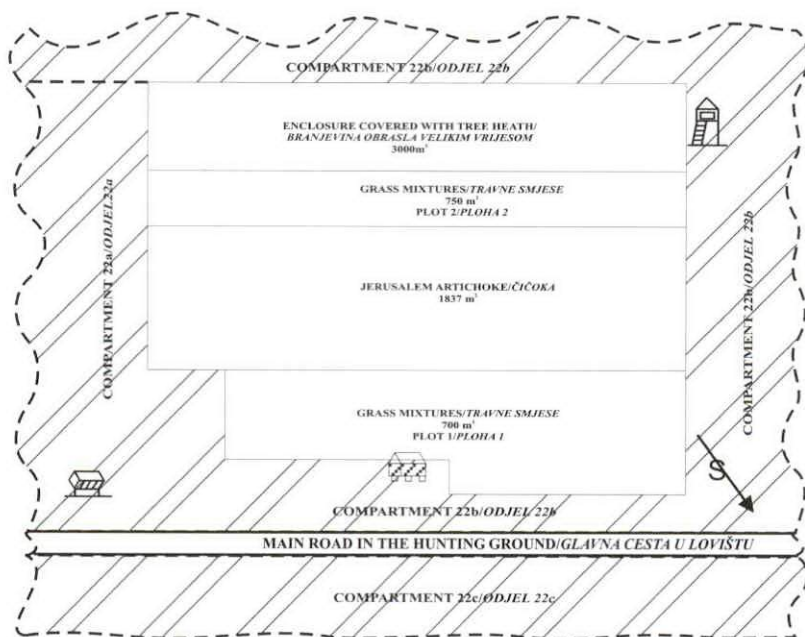 COMPARTMENT 22b/ODJEL 22b
ENCLOSURE COVERED WITH TREE HEATH/
BRANJEVINA OBRASLA VELIKIM VRIJESOM
3000m²
GRASS MIXTURES/TRAVNE SMJESE
750 m²
PLOT 2/PLOHA 2
COMPARTMENT 22a/ODJEL22a
JERUSALEM ARTICHOKE/ČIČOKA
1837 m²
COMPARTMENT 22b/ODJEL 22b
GRASS MIXTURES/TRAVNE SMJESE
700 m²
PLOT 1/PLOHA 1
S
COMPARTMENT 22b/ODJEL 22b
MAIN ROAD IN THE HUNTING GROUND/GLAVNA CESTA U LOVIŠTU
COMPARTMENT 22c/ODJEL 22c